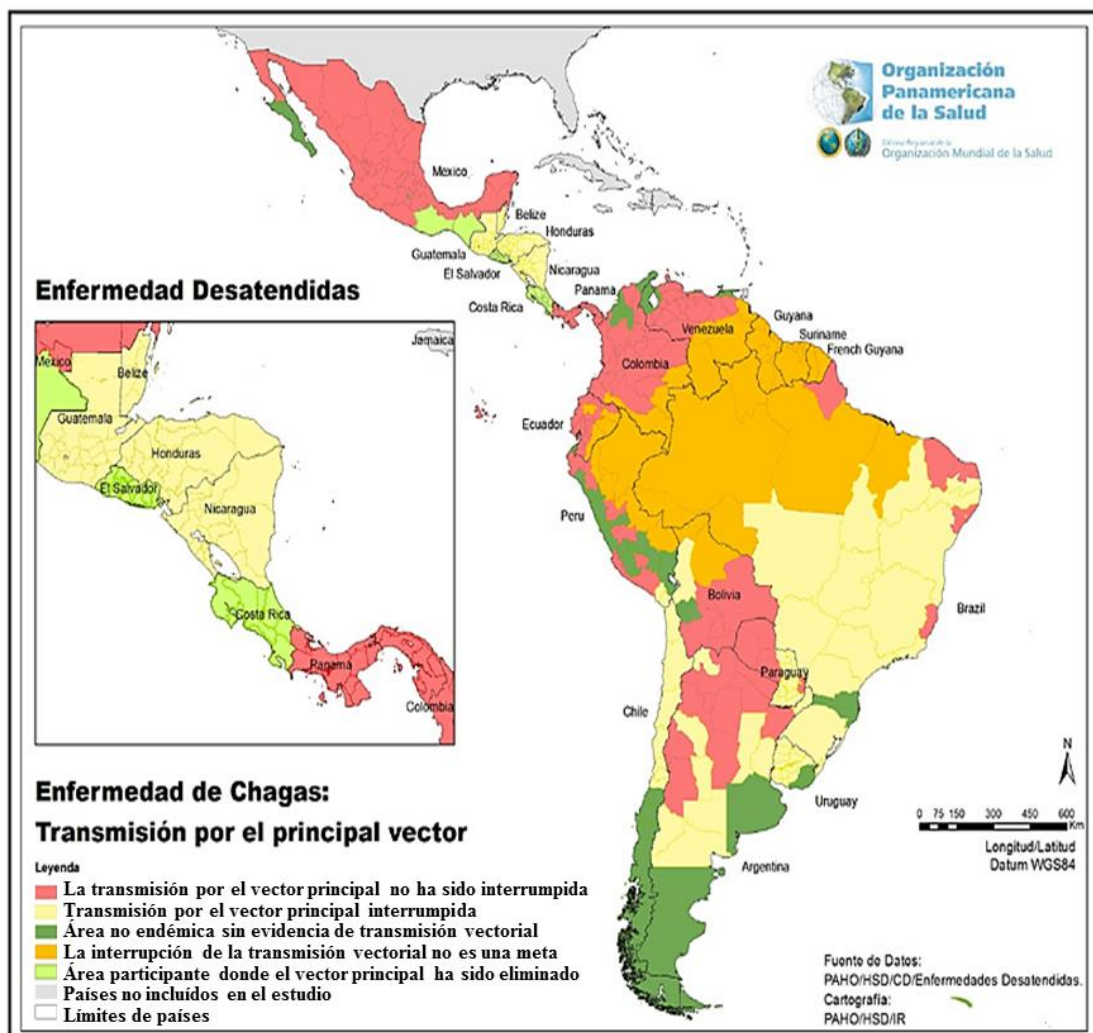 Organización
Panamericana
de la Salud
Oficina Regional de la
Organización Mundial de la Salud
Mexico
Belize
Honduras
Guatemala
El Salvador
Nicaragua
Costa Rica
Panama
Enfermedad Desatendidas
Guyana
Suriname
French Guyana
Venezuela
Colombia
Ecuador
Peru
Bolivia
Brazil
Paraguay
Chile
Uruguay
Argentina
Jamaica
Mexico
Belize
Guatemala
Honduras
El Salvador
Nicaragua
Costa Rica
Panama
Colombia
N
0 75 150 300 450 600
Km
Longitud/Latitud
Datum WGS84
Enfermedad de Chagas:
Transmisión por el principal vector
Leyenda
La transmisión por el vector principal no ha sido interrumpida
Transmisión por el vector principal interrumpida
Área no endémica sin evidencia de transmisión vectorial
La interrupción de la transmisión vectorial no es una meta
Área participante donde el vector principal ha sido eliminado
Países no incluídos en el estudio
Límites de países
Fuente de Datos:
PAHO/HSD/CD/Enfermedades Desatendidas.
Cartografía:
PAHO/HSD/IR